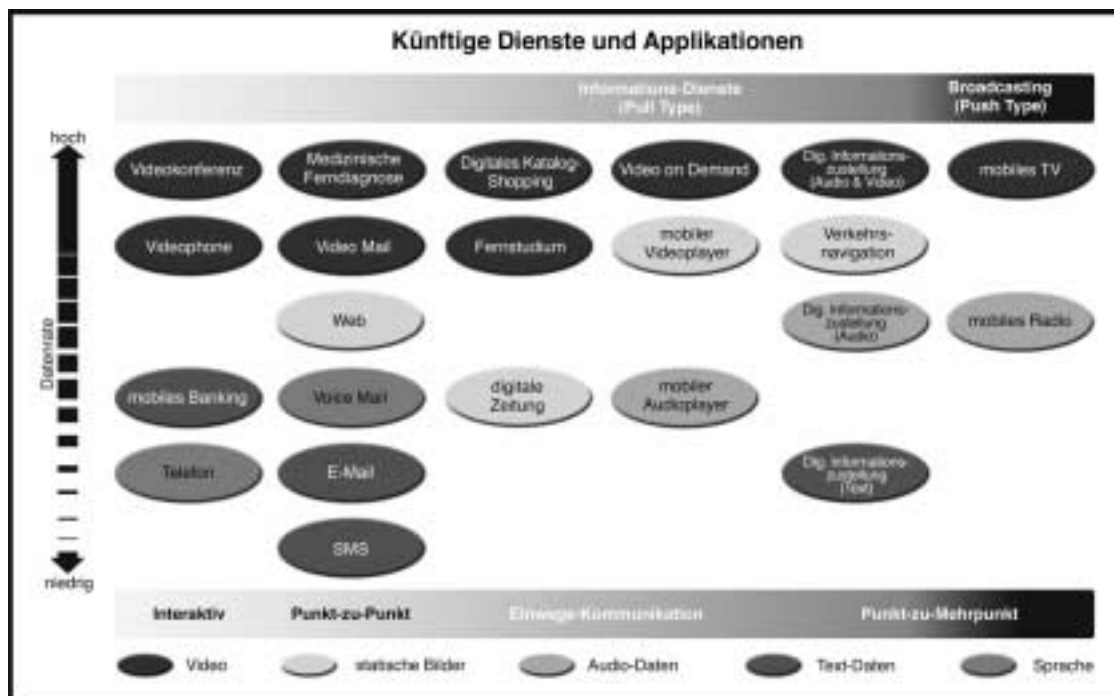 Künftige Dienste und Applikationen
Informations-Dienste
(Pull Type)
Broadcasting
(Push Type)
hoch
Videokonferenz
Medizinische
Ferndiagnose
Digitales Katalog-
Shopping
Video on Demand
Dig. Informations-
zustellung
(Audio & Video)
mobiles TV
Videophone
Video Mail
Fernstudium
mobiler
Videoplayer
Verkehrs-
navigation
Datenrate
Web
Dig. Informations-
zustellung
(Audio)
mobiles Radio
mobiles Banking
Voice Mail
digitale
Zeitung
mobiler
Audioplayer
Telefon
E-Mail
Dig. Informations-
zustellung
(Text)
SMS
niedrig
Interaktiv
Punkt-zu-Punkt
Einwege-Kommunikation
Punkt-zu-Mehrpunkt
Video
statische Bilder
Audio-Daten
Text-Daten
Sprache